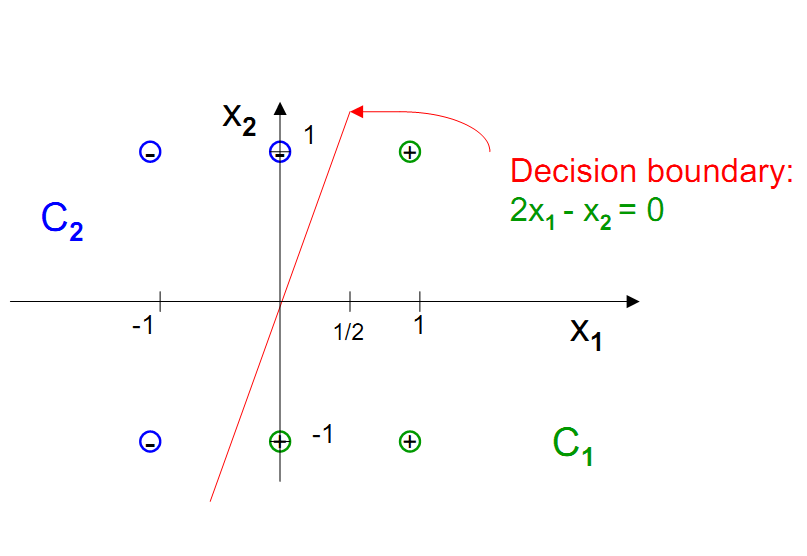 x₂
1
- - +
Decision boundary:
2x₁ - x₂ = 0
C₂
-1 1/2 1
x₁
- + +
-1
C₁